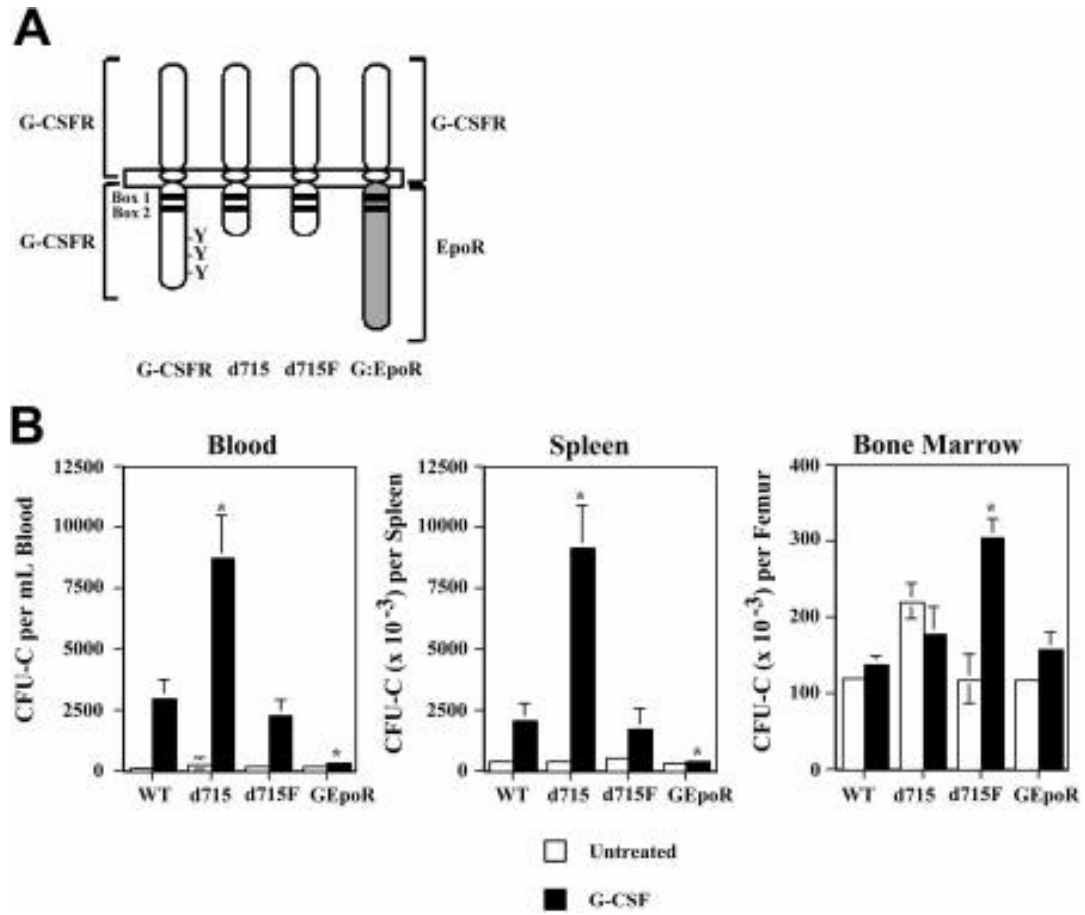 A
G-CSFR
G-CSFR
Box 1
Box 2
G-CSFR
Y
Y
Y
EpoR
G-CSFR d715 d715F G:EpoR
B
Blood
CFU-C per mL Blood
12500
10000
7500
5000
2500
0
*
*
*
WT d715 d715F GEpoR
Spleen
CFU-C (x 10 -3) per Spleen
12500
10000
7500
5000
2500
0
*
*
WT d715 d715F GEpoR
Bone Marrow
CFU-C (x 10 -3) per Femur
400
300
200
100
0
*
WT d715 d715F GEpoR
Untreated
G-CSF